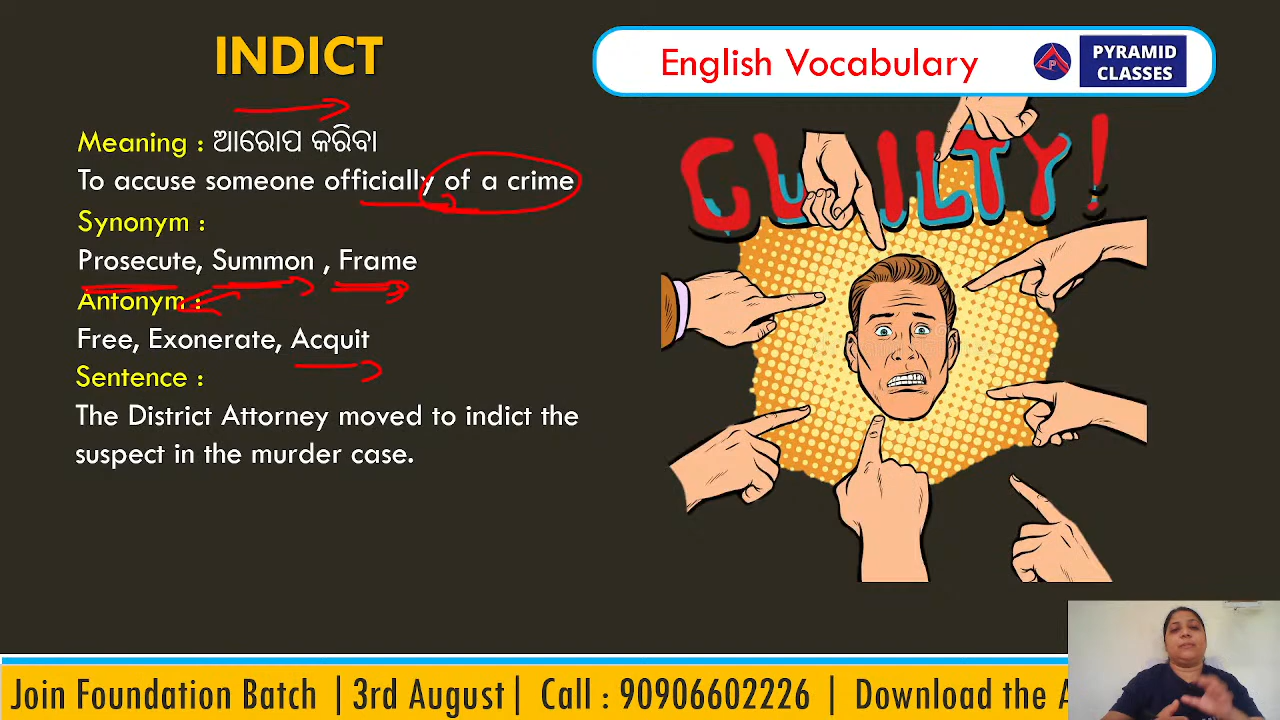 INDICT
English Vocabulary
PYRAMID
CLASSES
Meaning : ଆରୋପ କରିବା
To accuse someone officially of a crime
Synonym :
Prosecute, Summon , Frame
Antonym :
Free, Exonerate, Acquit
Sentence :
The District Attorney moved to indict the
suspect in the murder case.
GUILTY!
Join Foundation Batch |3rd August| Call : 90906602226 | Download the A